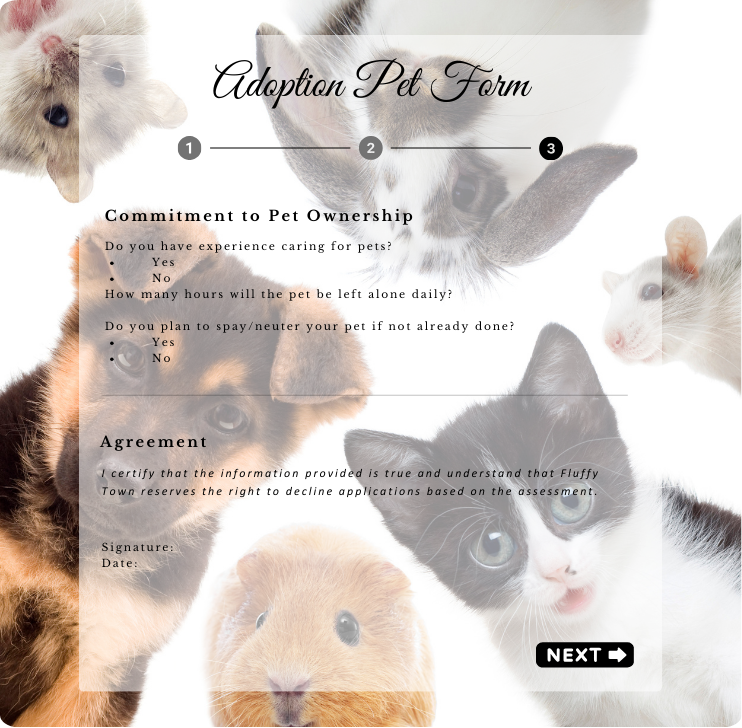 Adoption Pet Form
1 2 3
Commitment to Pet Ownership
Do you have experience caring for pets?
• Yes
• No
How many hours will the pet be left alone daily?
Do you plan to spay/neuter your pet if not already done?
• Yes
• No
Agreement
I certify that the information provided is true and understand that Fluffy
Town reserves the right to decline applications based on the assessment.
Signature:
Date:
NEXT